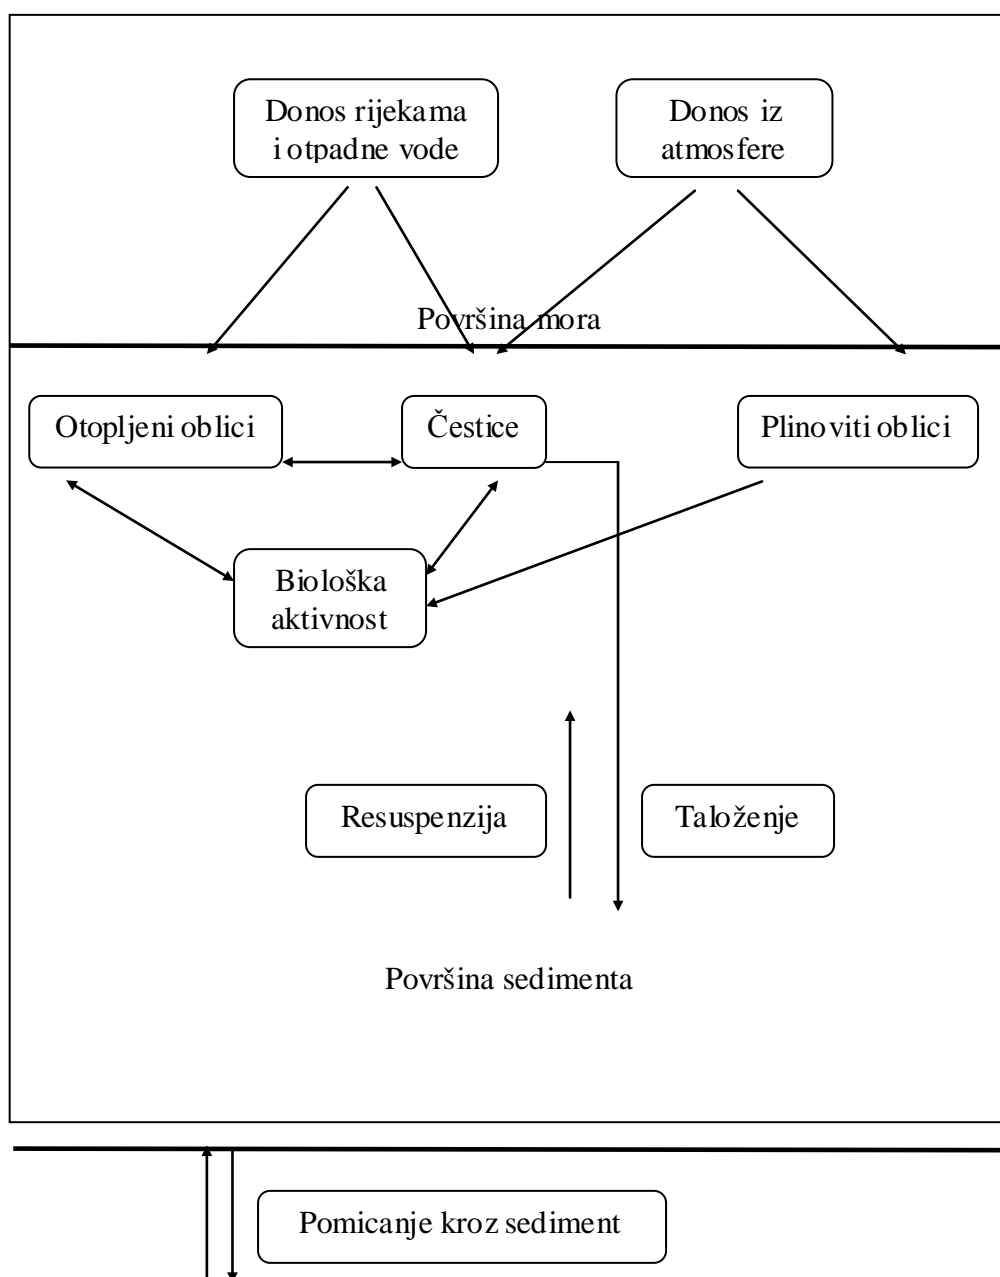 Donos rijekama
i otpadne vode
Donos iz
atmosfere
Površina mora
Otopljeni oblici
Čestice
Plinoviti oblici
Biološka
aktivnost
Resuspenzija
Taloženje
Površina sedimenta
Pomicanje kroz sediment